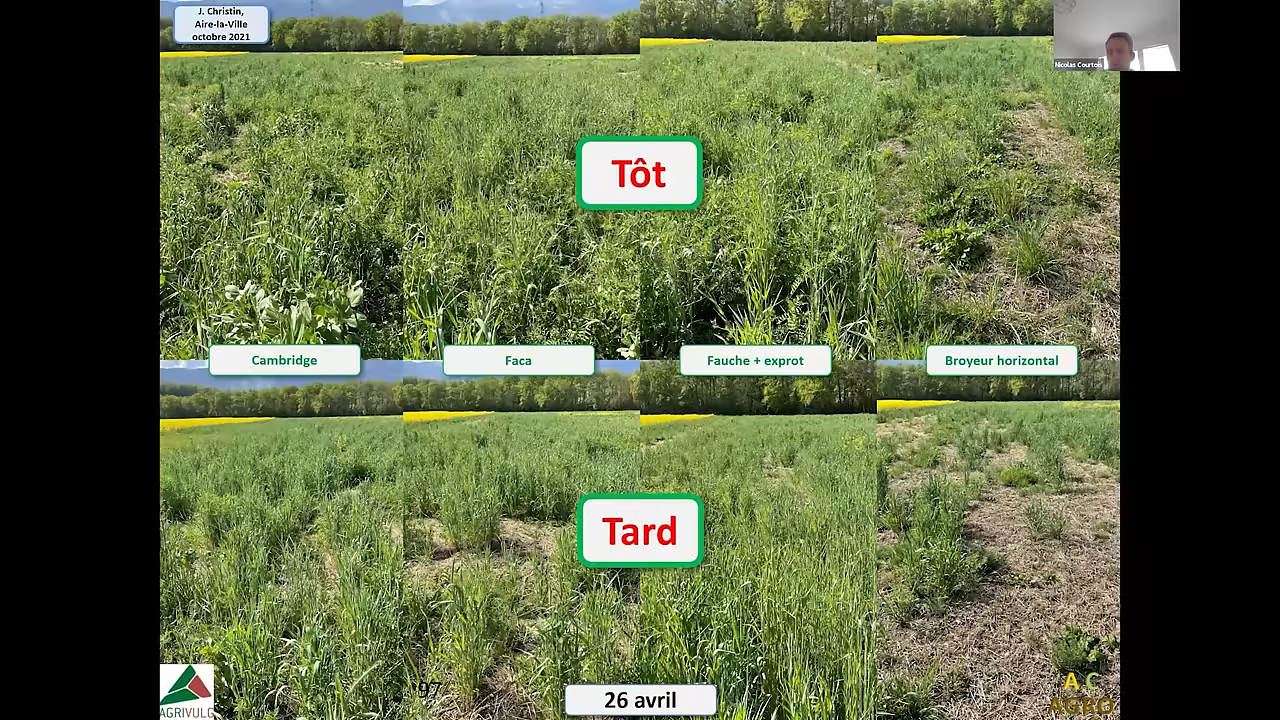 J. Christin,
Aire-la-Ville
octobre 2021
Nicolas Courtois
Tôt
Cambridge
Faca
Fauche + exprot
Broyeur horizontal
Tard
97
26 avril
AGRIVULG
A C
AGRO